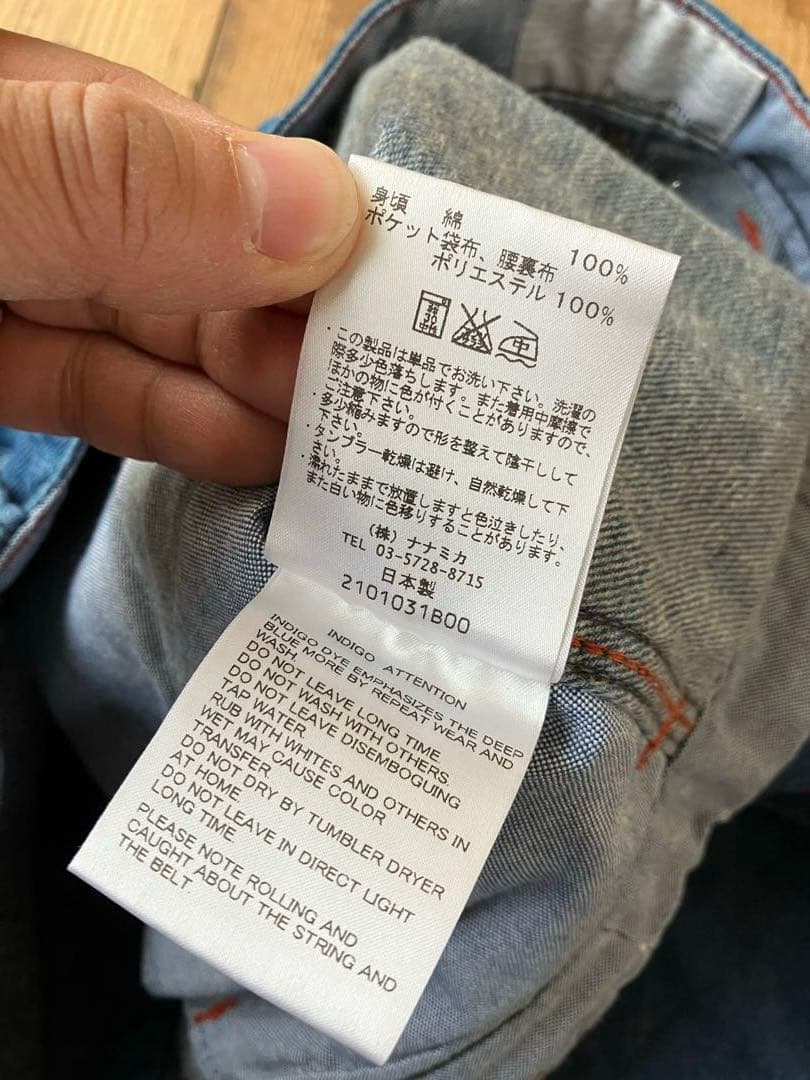 身頃 綿 100%
ポケット袋布、腰裏布
ポリエステル 100%
中
・この製品は単品でお洗い下さい。洗濯の
際多少色落ちします。また着用中摩擦で
ほかの物に色が付くことがありますので、
ご注意下さい。
・多少縮みますので形を整えて陰干しして
下さい。
・タンブラー乾燥は避け、自然乾燥して下
さい。
・濡れたままで放置しますと色泣きしたり、
また白い物に色移りすることがあります。
(株) ナナミカ
TEL 03-5728-8715
日本製
2101031B00
INDIGO ATTENTION
INDIGO DYE EMPHASIZES THE DEEP
BLUE MORE BY REPEAT WEAR AND
WASH.
DO NOT LEAVE LONG TIME.
DO NOT WASH WITH OTHERS
DO NOT LEAVE DISEMBOGUING
TAP WATER
RUB WITH WHITES AND OTHERS IN
WET MAY CAUSE COLOR
TRANSFER
DO NOT DRY BY TUMBLER DRYER
AT HOME
DO NOT LEAVE IN DIRECT LIGHT
LONG TIME
PLEASE NOTE ROLLING AND
CAUGHT ABOUT THE STRING AND
THE BELT